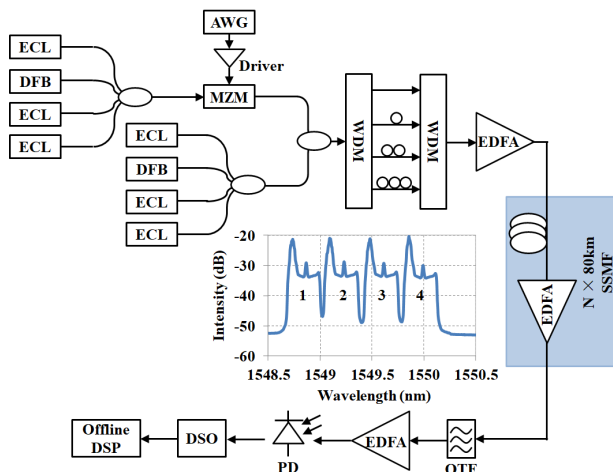 AWG
ECL
Driver
DFB
MZM
ECL
ECL
ECL
DFB
ECL
ECL
WDM
WDM
EDFA
EDFA
N × 80km
SSMF
Intensity (dB)
-20
-30
-40
-50
-60
1 2 3 4
1548.5 1549 1549.5 1550 1550.5
Wavelength (nm)
Offline
DSP
DSO
PD
EDFA
OTF